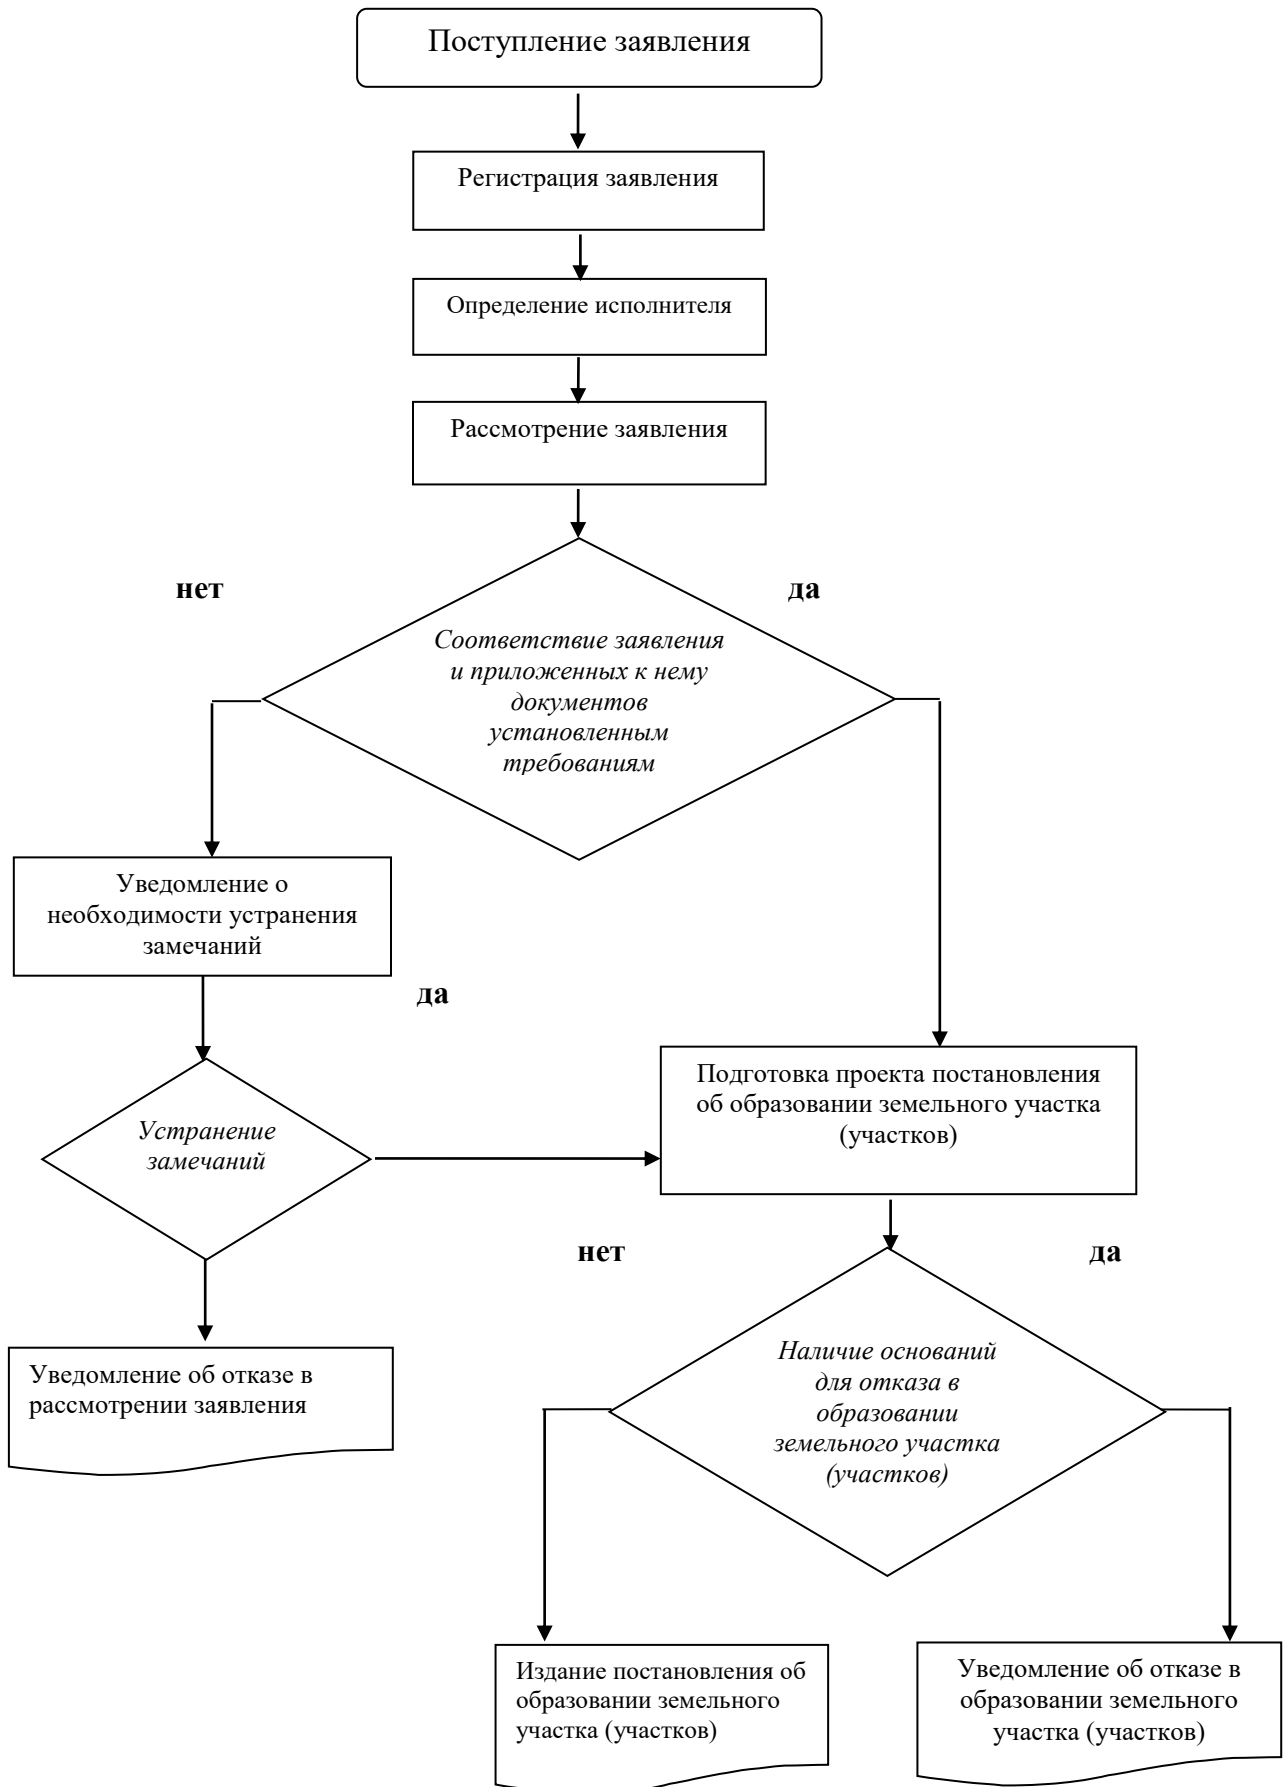 Поступление заявления
Регистрация заявления
Определение исполнителя
Рассмотрение заявления
нет
да
Соответствие заявления
и приложенных к нему
документов
установленным
требованиям
Уведомление о
необходимости устранения
замечаний
да
Устранение
замечаний
Подготовка проекта постановления
об образовании земельного участка
(участков)
нет
да
Уведомление об отказе в
рассмотрении заявления
Наличие оснований
для отказа в
образовании
земельного участка
(участков)
Издание постановления об
образовании земельного
участка (участков)
Уведомление об отказе в
образовании земельного
участка (участков)